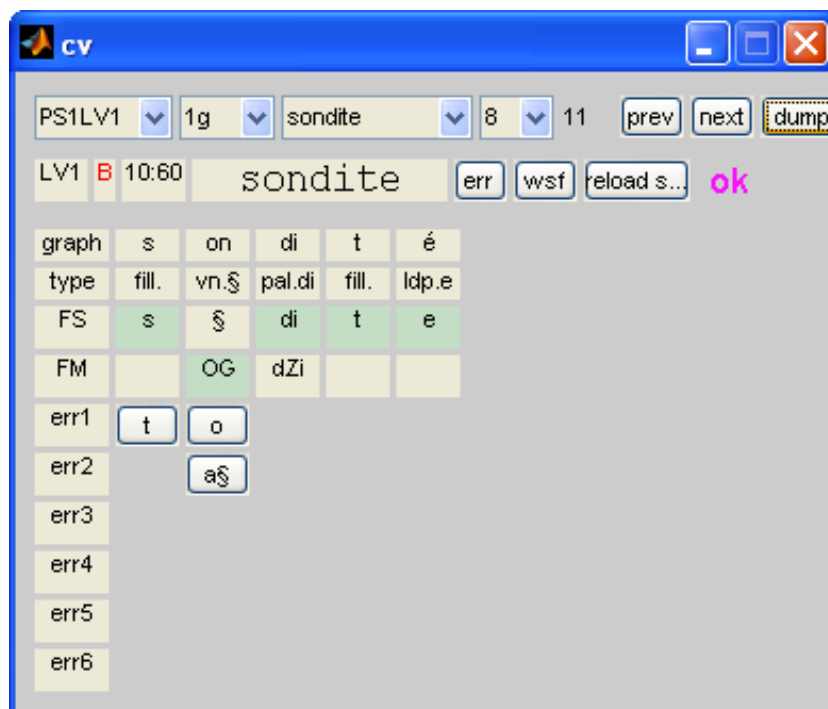 cv
PS1LV1 1g sondite 8 11 prev next dump
LV1 B 10:60 sondite err wsf reload s... ok
graph s on di t é
type fill. vn.§ pal.di fill. ldp.e
FS s § di t e
FM OG dZi
err1 t o
err2 a§
err3
err4
err5
err6